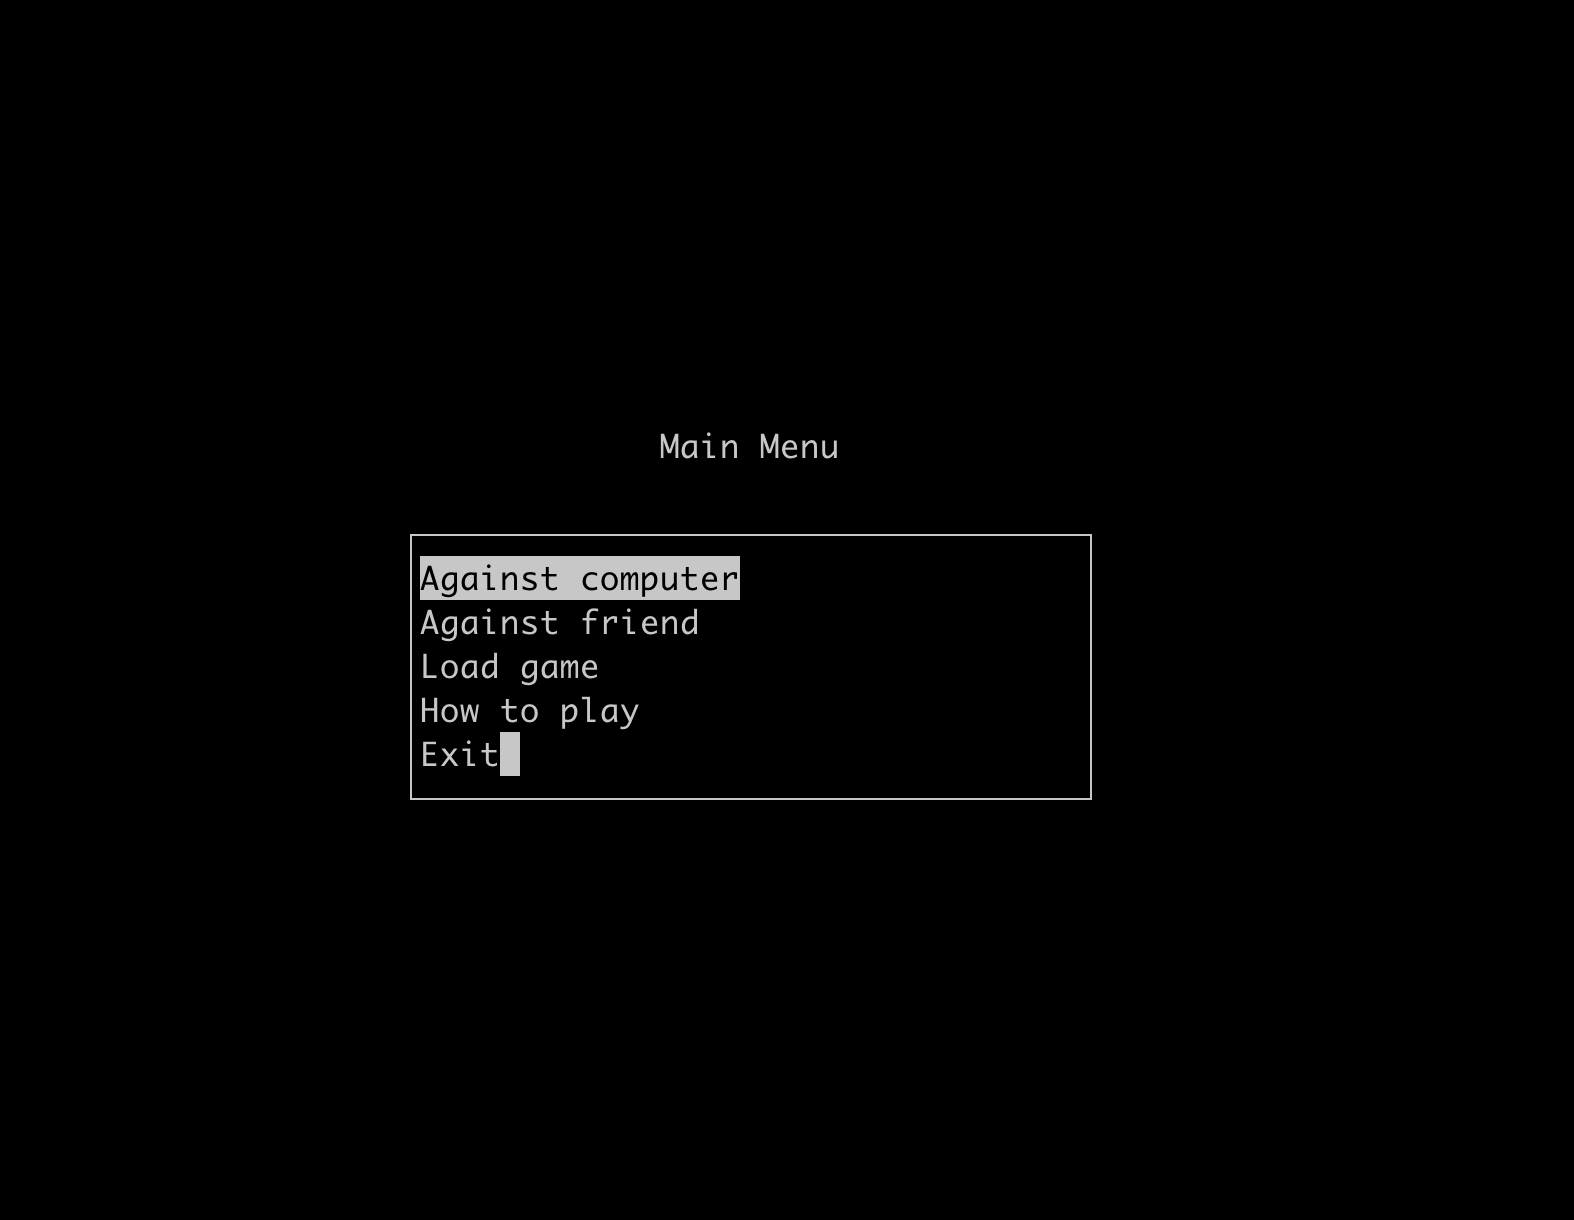 Main Menu
Against computer
Against friend
Load game
How to play
Exit